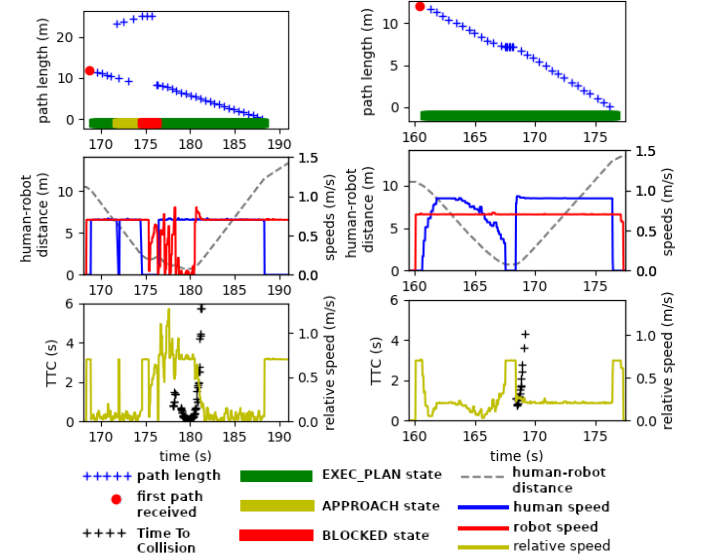 path length (m)
20
10
0
170
175
180
185
190
path length (m)
10
5
0
160
165
170
175
human-robot
distance (m)
10
5
0
1.5
1.0
0.5
0.0
speeds (m/s)
170
175
180
185
190
human-robot
distance (m)
10
5
0
1.5
1.0
0.5
0.0
speeds (m/s)
160
165
170
175
TTC (s)
6
4
2
0
1.0
0.5
0.0
relative speed (m/s)
170
175
180
185
190
time (s)
TTC (s)
6
4
2
0
1.0
0.5
0.0
relative speed (m/s)
160
165
170
175
time (s)
path length
first path
received
Time To
Collision
EXEC_PLAN state
APPROACH state
BLOCKED state
human-robot
distance
human speed
robot speed
relative speed